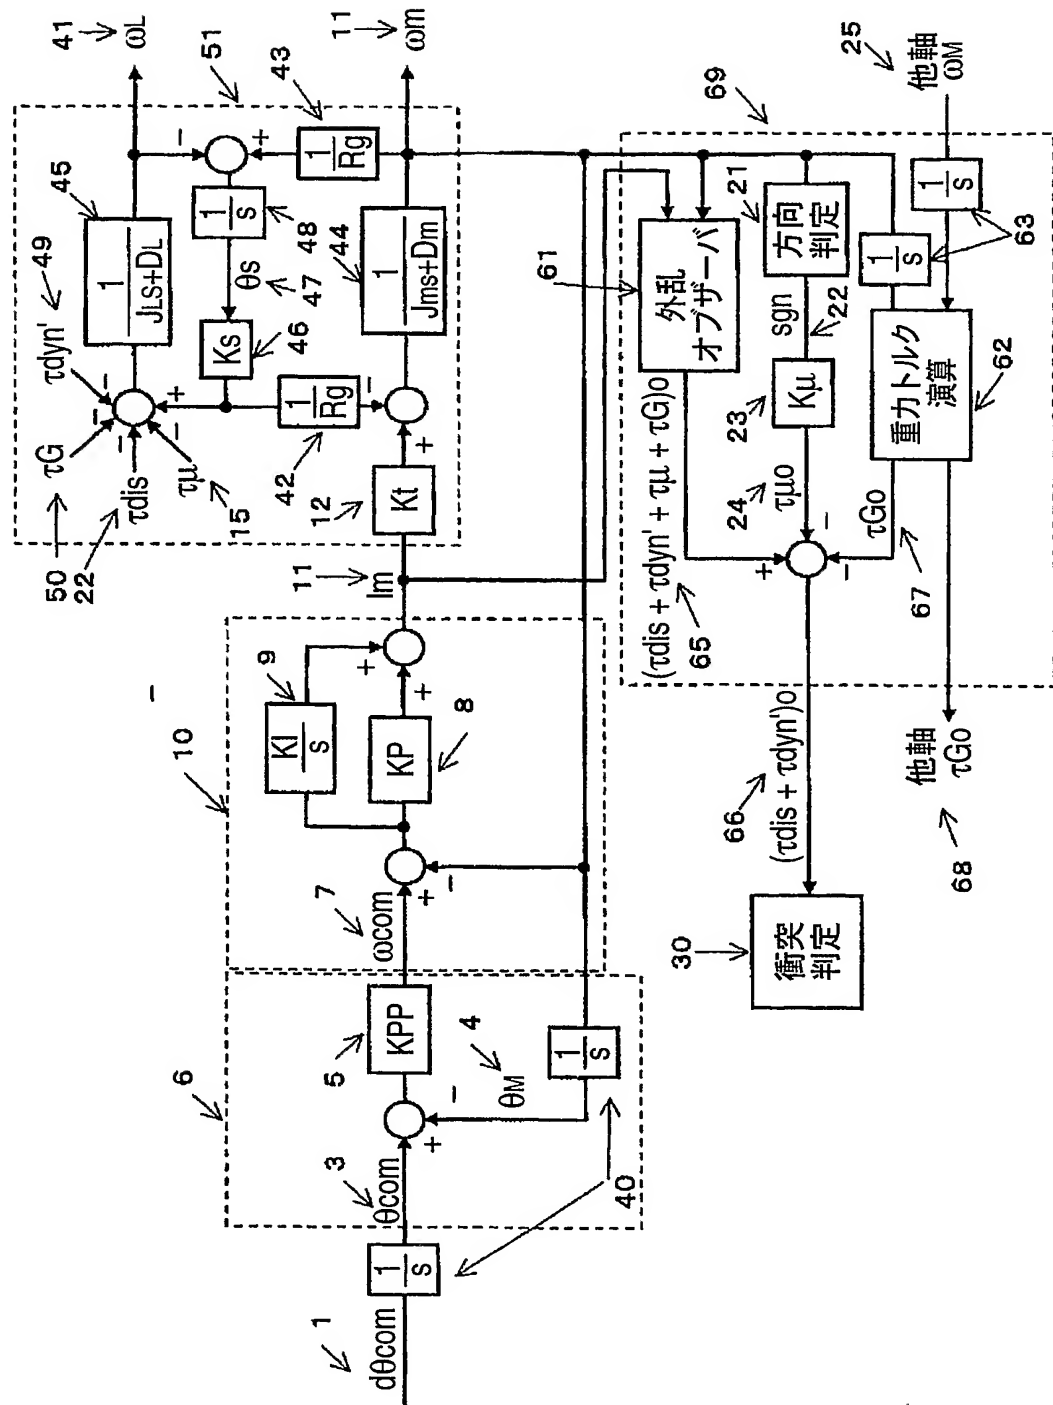 1
dθcom
1/s
40
3
θcom
6
+
-
θM
4
5
KPP
1/s
7
ωcom
10
+
-
KI/s
9
KP
8
+
+
11
Im
50
22
τG
τdis
τμ
15
τdyn'
49
45
1/(JLS+DL)
41
ωL
51
43
11
ωm
12
Kt
42
1/Rg
Ks
46
θs
47
1/s
48
44
1/(Jms+Dm)
1/Rg
-
+
-
-
-
-
+
+
-
61
外乱
オブザーバ
(τdis + τdyn' + τμ + τG)o
65
21
方向
判定
sgn
22
Kμ
23
τμo
24
+
-
-
τGo
67
重力トルク
演算
62
1/s
1/s
63
69
25
他軸
ωM
他軸
τGo
68
66
(τdis + τdyn')o
30
衝突
判定